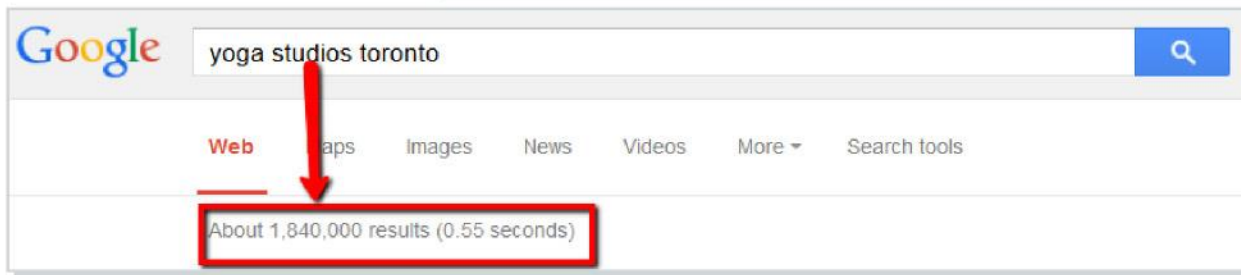 Google yoga studios toronto
Web Maps Images News Videos More Search tools
About 1,840,000 results (0.55 seconds)